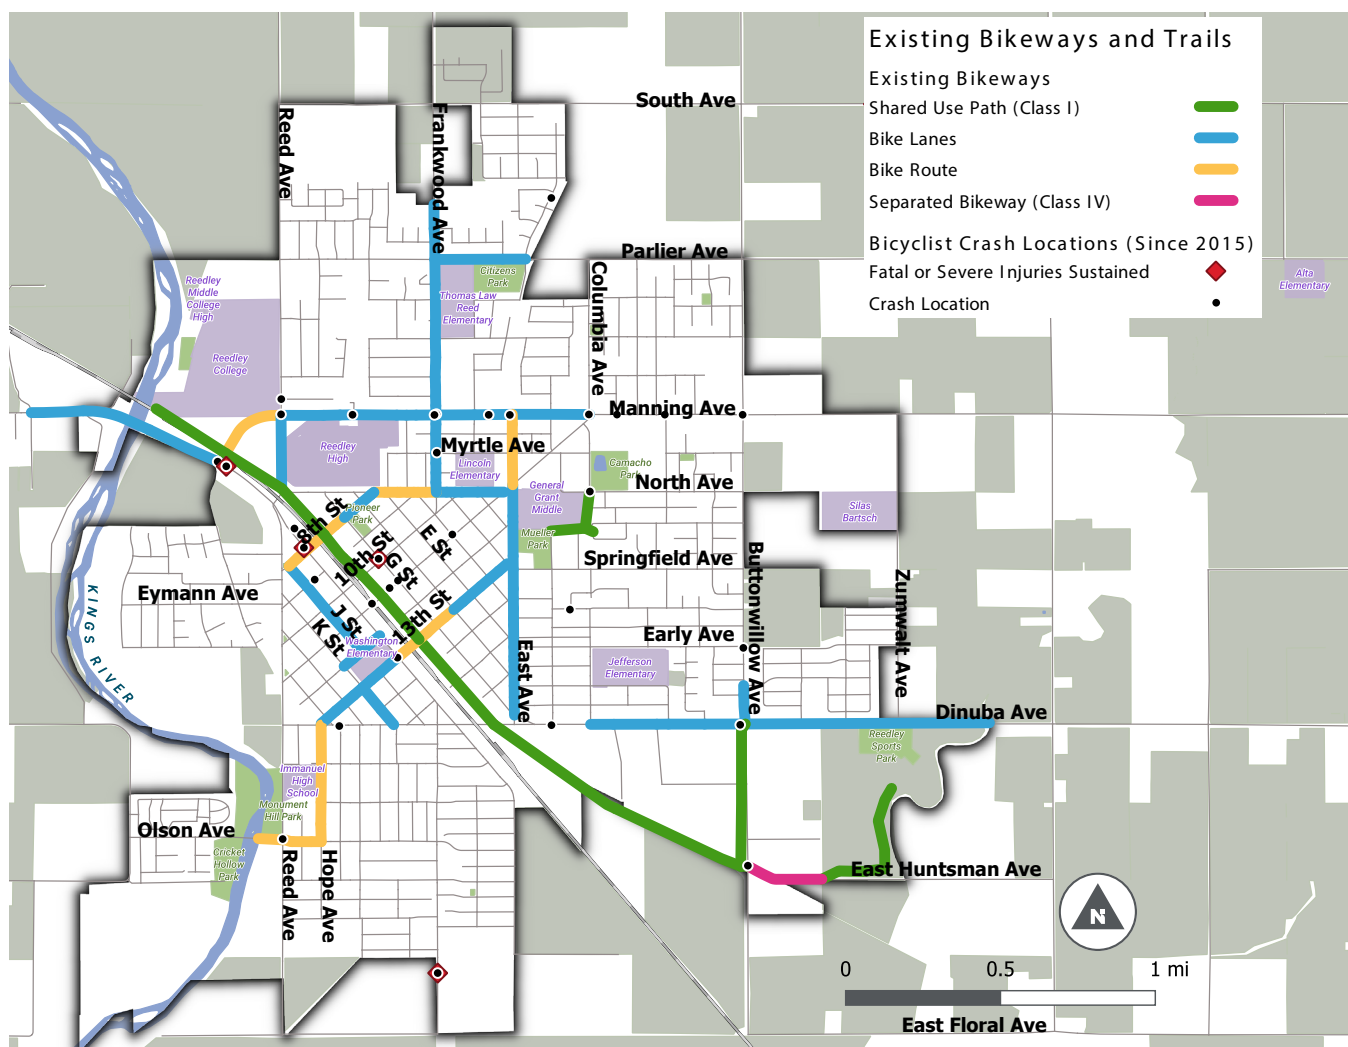 Existing Bikeways and Trails
Existing Bikeways
Shared Use Path (Class I)
Bike Lanes
Bike Route
Separated Bikeway (Class IV)
Bicyclist Crash Locations (Since 2015)
Fatal or Severe Injuries Sustained
Crash Location
South Ave
Reed Ave
Frankwood Ave
Parlier Ave
Columbia Ave
Citizens
Park
Thomas Law
Reed
Elementary
Alta
Elementary
Reedley
Middle
College
High
Reedley
College
Manning Ave
Myrtle Ave
Reedley
High
Lincoln
Elementary
Camacho
Park
North Ave
General
Grant
Middle
Silas
Bartsch
Pioneer
Park
8th St
E St
Mueller
Park
10th St
G St
Springfield Ave
Buttonwillow Ave
Zumwalt Ave
Eymann Ave
KINGS RIVER
J St
K St
13th St
Washington
Elementary
Early Ave
East Ave
Jefferson
Elementary
Dinuba Ave
Reedley
Sports
Park
Immanuel
High
School
Monument
Hill Park
Olson Ave
Cricket
Hollow
Park
Reed Ave
Hope Ave
East Huntsman Ave
N
0 0.5 1 mi
East Floral Ave